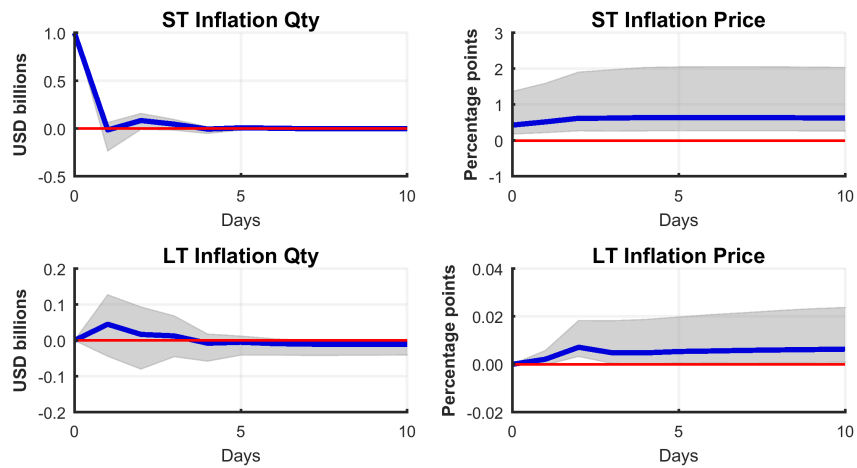 ST Inflation Qty
USD billions
1.0
0.5
0.0
-0.5
0
5
10
Days
ST Inflation Price
Percentage points
3
2
1
0
-1
0
5
10
Days
LT Inflation Qty
USD billions
0.2
0.1
0.0
-0.1
-0.2
0
5
10
Days
LT Inflation Price
Percentage points
0.04
0.02
0.00
-0.02
0
5
10
Days